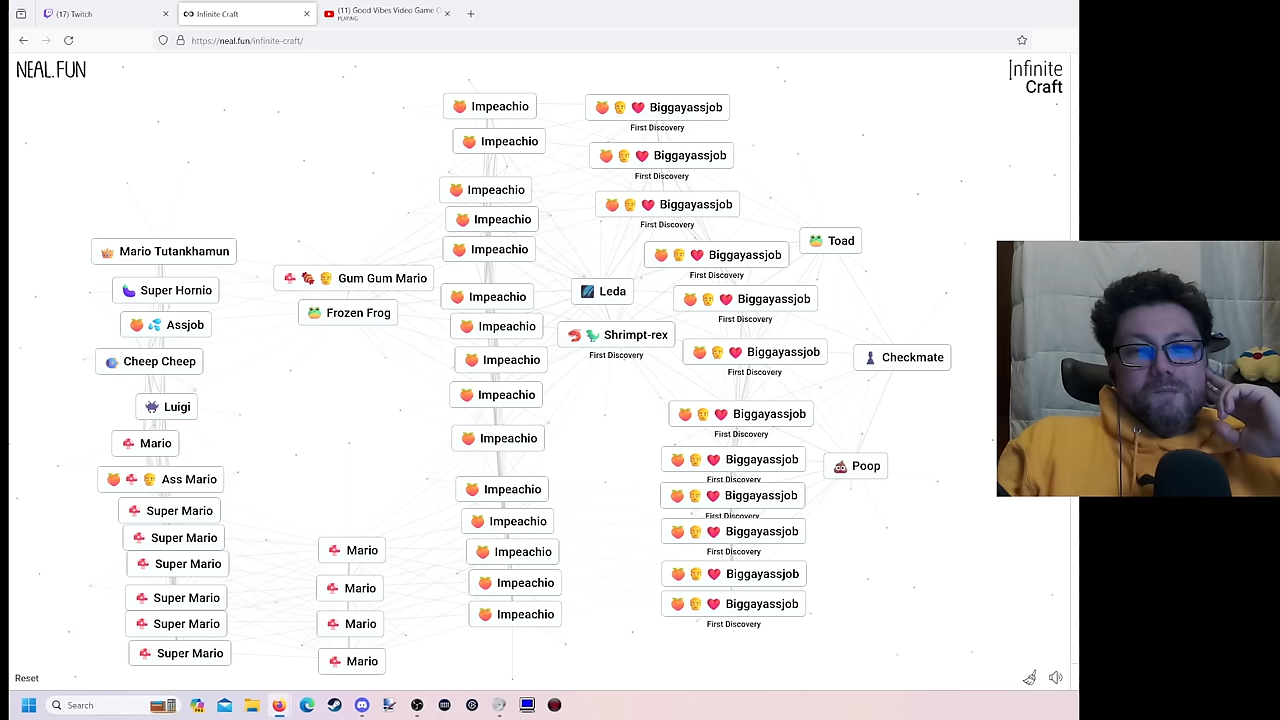 (17) Twitch
Infinite Craft
(11) Good Vibes Video Game
PLAYING
https://neal.fun/infinite-craft/
NEAL.FUN
Infinite
Craft
Impeachio
Biggayassjob
First Discovery
Impeachio
Biggayassjob
First Discovery
Impeachio
Biggayassjob
First Discovery
Impeachio
Toad
Mario Tutankhamun
Impeachio
Biggayassjob
First Discovery
Gum Gum Mario
Super Hornio
Leda
Impeachio
Biggayassjob
First Discovery
Frozen Frog
Assjob
Impeachio
Shrimpt-rex
First Discovery
Cheep Cheep
Impeachio
Biggayassjob
First Discovery
Checkmate
Impeachio
Luigi
Biggayassjob
First Discovery
Mario
Impeachio
Biggayassjob
First Discovery
Poop
Ass Mario
Impeachio
Biggayassjob
First Discovery
Super Mario
Impeachio
Biggayassjob
First Discovery
Super Mario
Mario
Impeachio
Super Mario
Biggayassjob
First Discovery
Mario
Impeachio
Super Mario
Biggayassjob
First Discovery
Impeachio
Super Mario
Mario
Super Mario
Mario
Reset
Search